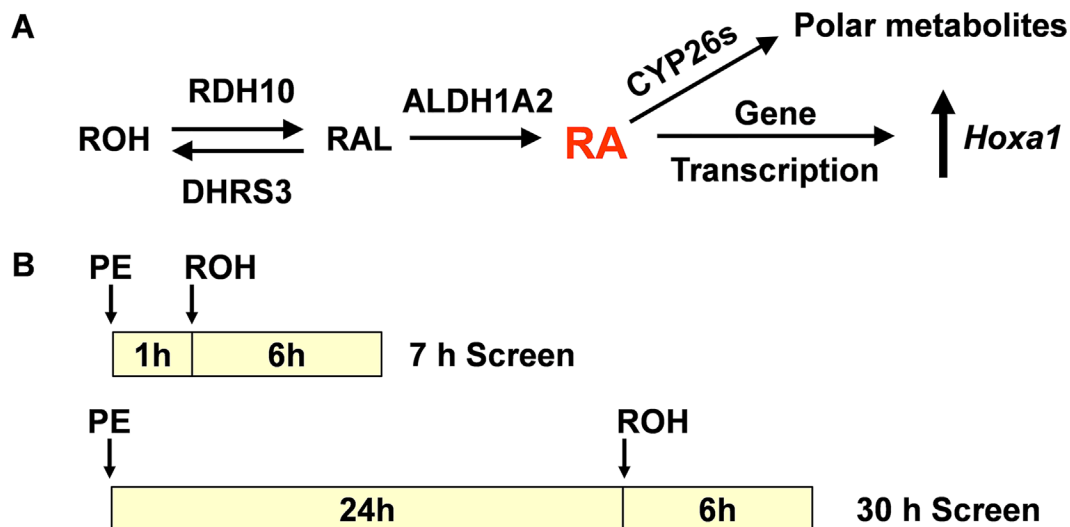 A
Polar metabolites
CYP26s
RDH10
ALDH1A2
Gene
ROH
RAL
RA
Hoxa1
DHRS3
Transcription
B
PE
ROH
1h
6h
7 h Screen
PE
ROH
24h
6h
30 h Screen